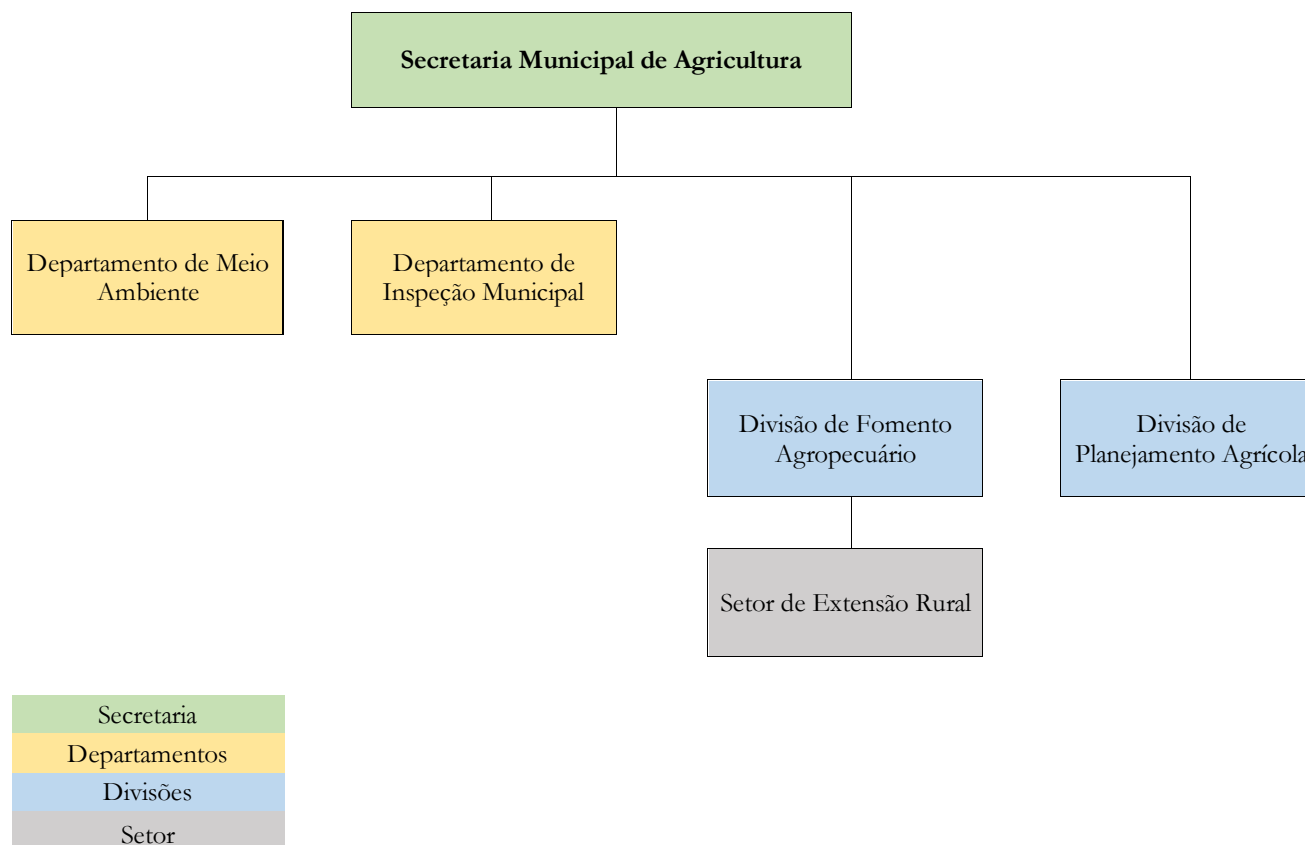 Secretaria Municipal de Agricultura
Departamento de Meio
Ambiente
Departamento de
Inspeção Municipal
Divisão de Fomento
Agropecuário
Divisão de
Planejamento Agrícola
Setor de Extensão Rural
Secretaria
Departamentos
Divisões
Setor